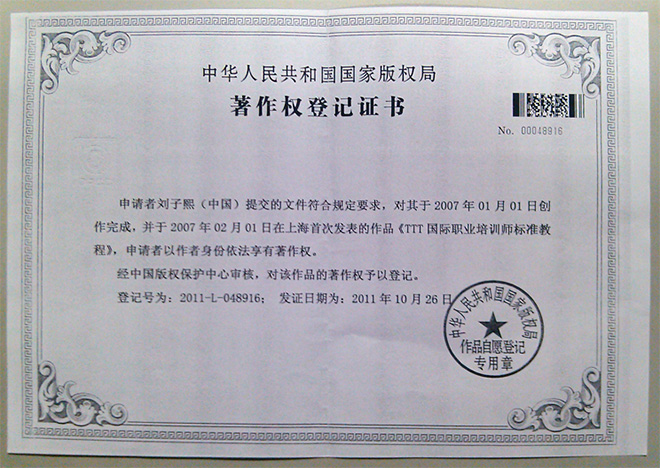 中华人民共和国国家版权局
著作权登记证书
No. 00048916
申请者刘子熙（中国）提交的文件符合规定要求，对其于 2007 年 01 月 01 日创
作完成，并于 2007 年 02 月 01 日在上海首次发表的作品《TTT 国际职业培训师标准教
程》，申请者以作者身份依法享有著作权。
经中国版权保护中心审核，对该作品的著作权予以登记。
登记号为：2011-L-048916； 发证日期为：2011 年 10 月 26 日
中华人民共和国国家版权局
作品自愿登记
专用章